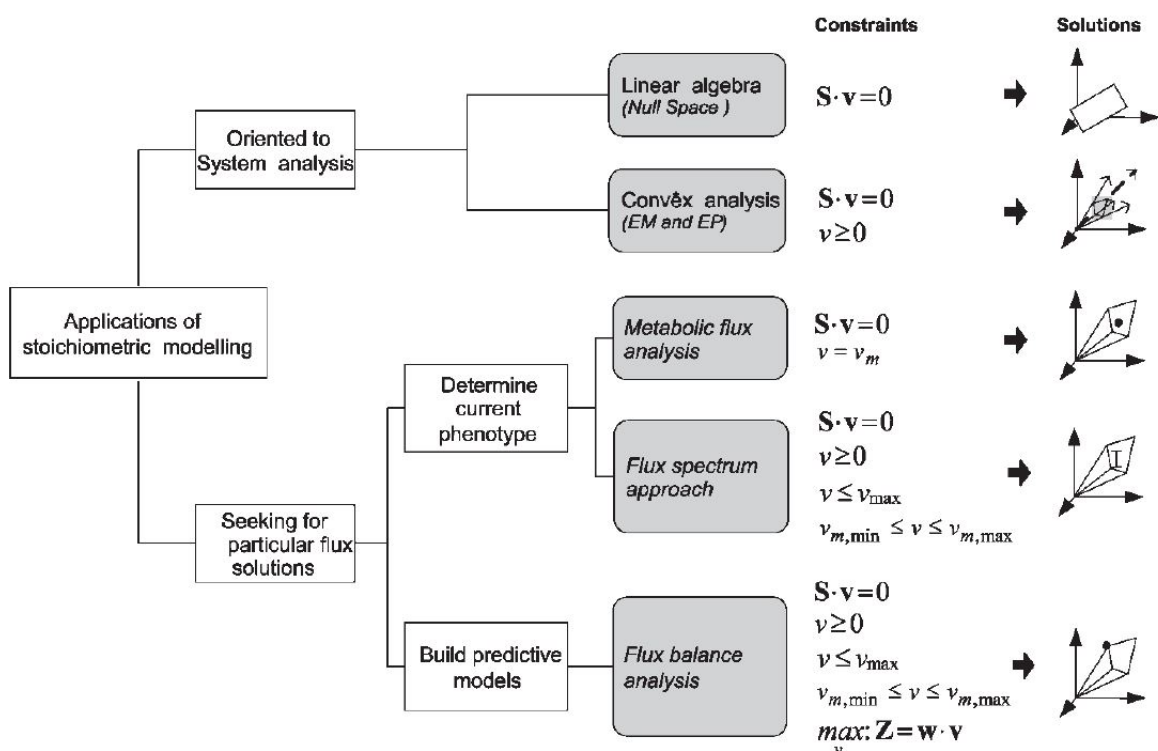 Constraints
Solutions
Linear algebra
(Null Space )
S·v=0
Oriented to
System analysis
Convĕx analysis
(EM and EP)
S·v=0
v≥0
Applications of
stoichiometric modelling
Metabolic flux
analysis
S·v=0
v = vₘ
Determine
current
phenotype
Flux spectrum
approach
S·v=0
v≥0
v ≤ v_max
v_m,min ≤ v ≤ v_m,max
Seeking for
particular flux
solutions
Build predictive
models
Flux balance
analysis
S·v=0
v≥0
v ≤ v_max
v_m,min ≤ v ≤ v_m,max
max: Z=w·v
v